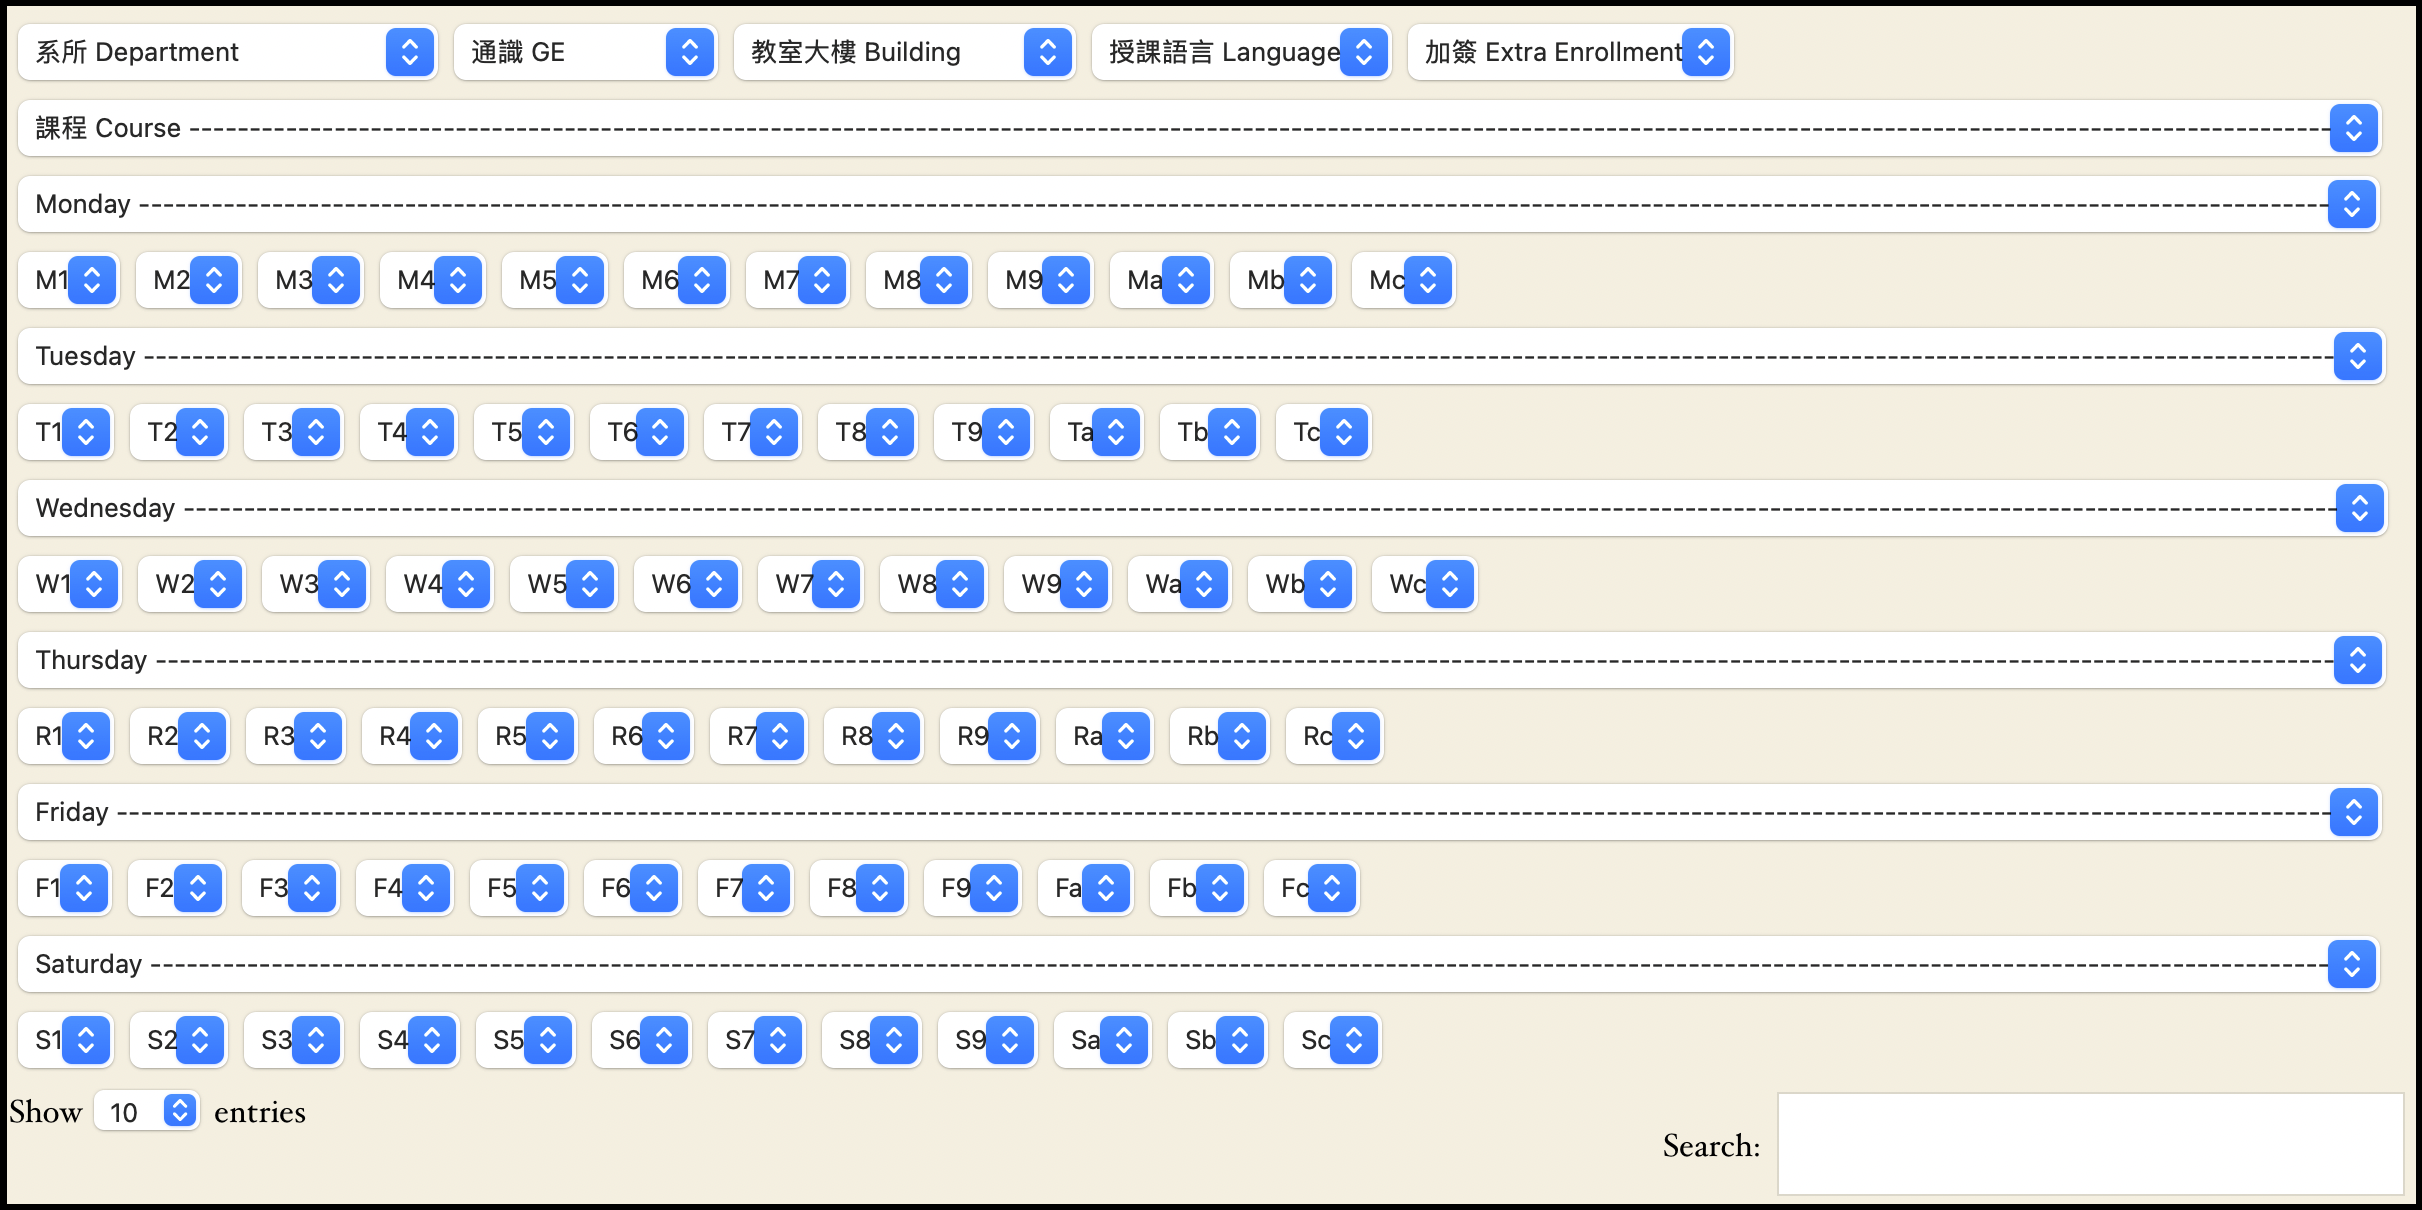 系所 Department 通識 GE 教室大樓 Building 授課語言 Language 加簽 Extra Enrollment
課程 Course ------------------------------------------------------------------------------------------------------------------------------------------------------------------------
Monday ------------------------------------------------------------------------------------------------------------------------------------------------------------------------
M1 M2 M3 M4 M5 M6 M7 M8 M9 Ma Mb Mc
Tuesday ------------------------------------------------------------------------------------------------------------------------------------------------------------------------
T1 T2 T3 T4 T5 T6 T7 T8 T9 Ta Tb Tc
Wednesday ------------------------------------------------------------------------------------------------------------------------------------------------------------------------
W1 W2 W3 W4 W5 W6 W7 W8 W9 Wa Wb Wc
Thursday ------------------------------------------------------------------------------------------------------------------------------------------------------------------------
R1 R2 R3 R4 R5 R6 R7 R8 R9 Ra Rb Rc
Friday ------------------------------------------------------------------------------------------------------------------------------------------------------------------------
F1 F2 F3 F4 F5 F6 F7 F8 F9 Fa Fb Fc
Saturday ------------------------------------------------------------------------------------------------------------------------------------------------------------------------
S1 S2 S3 S4 S5 S6 S7 S8 S9 Sa Sb Sc
Show 10 entries
Search: